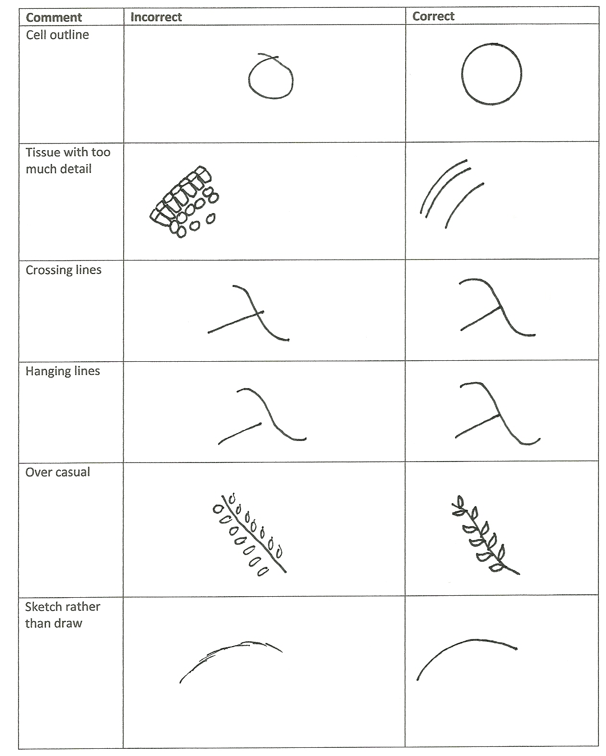 Comment Incorrect Correct
Cell outline
Tissue with too
much detail
Crossing lines
Hanging lines
Over casual
Sketch rather
than draw